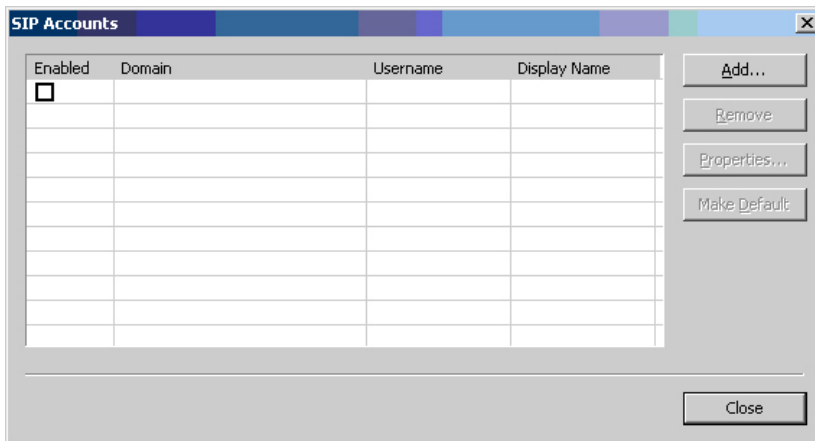 SIP Accounts
Enabled Domain Username Display Name
Add...
Remove
Properties...
Make Default
Close